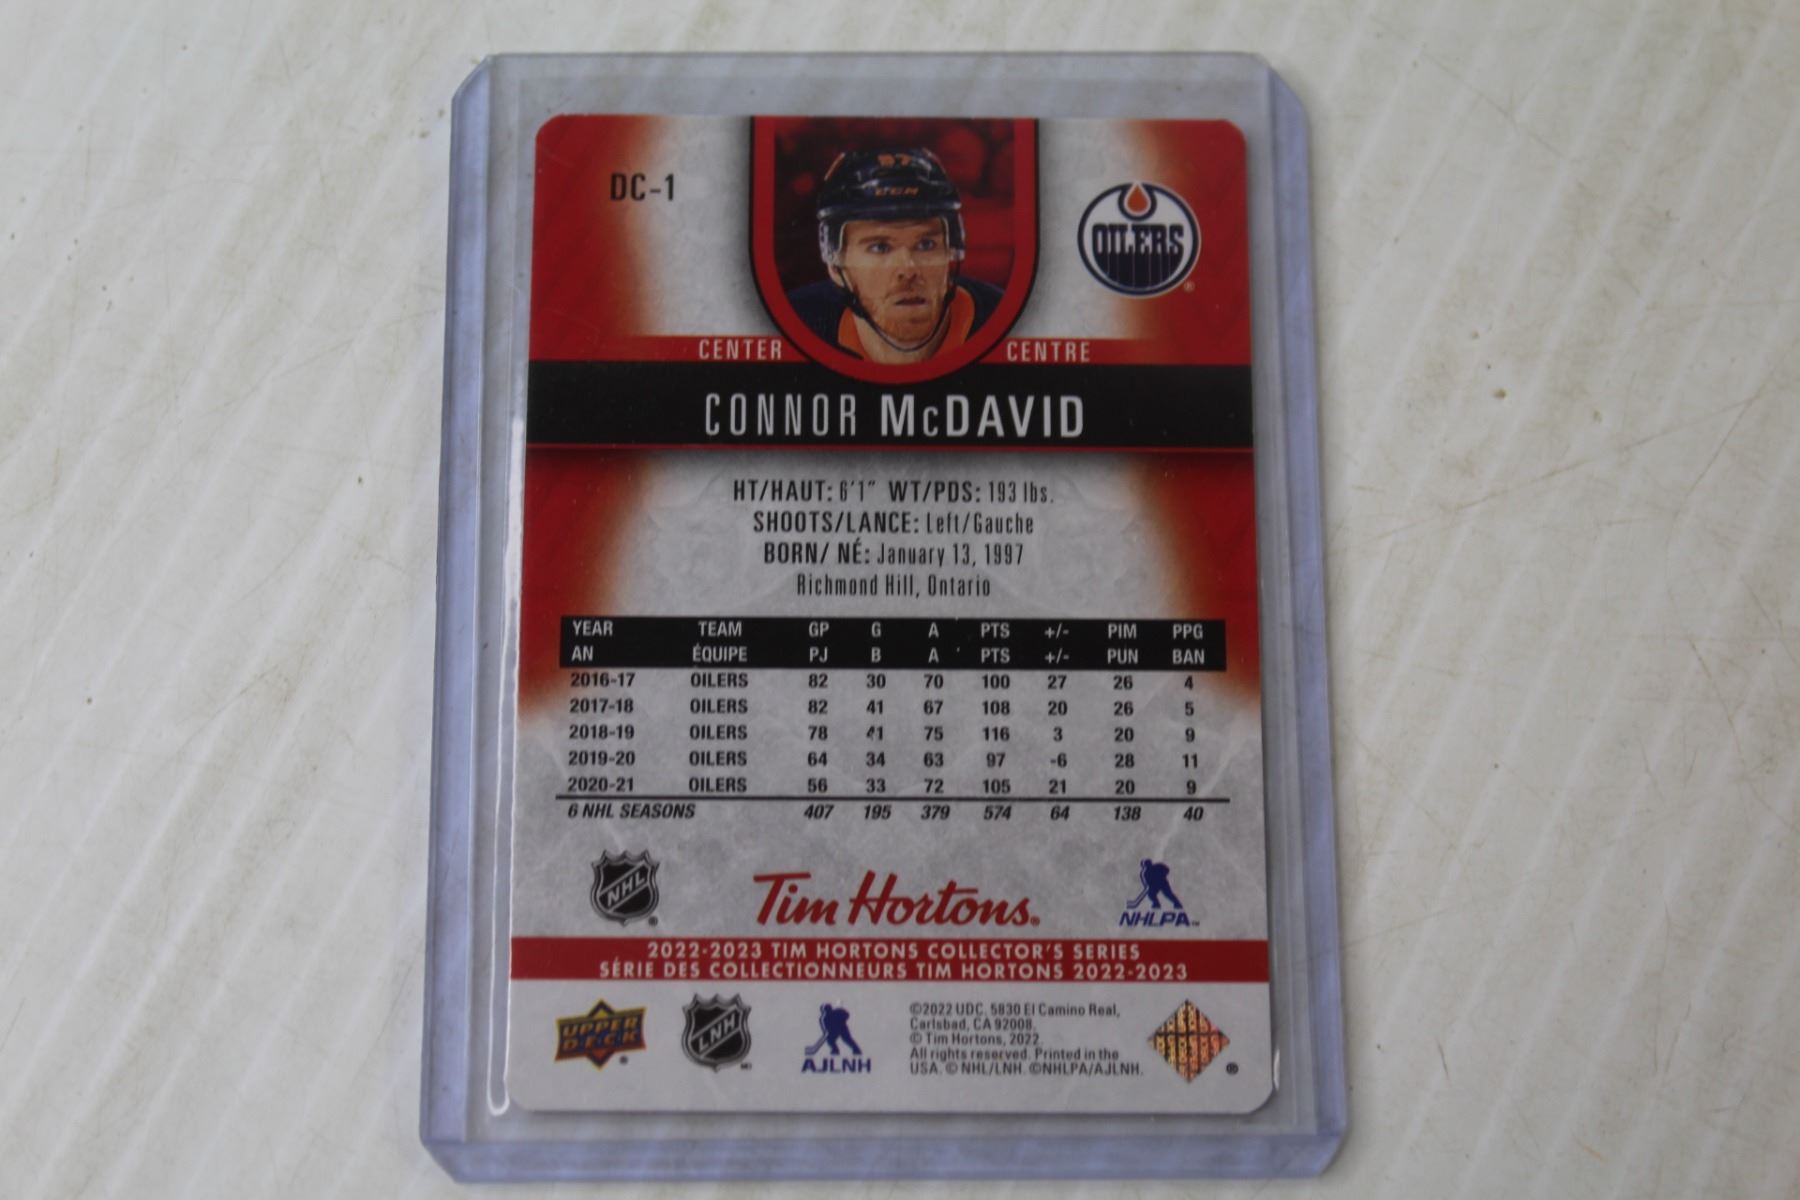 97
CCM
DC-1
OILERS
CENTER CENTRE
CONNOR McDAVID
HT/HAUT: 6'1" WT/PDS: 193 lbs.
SHOOTS/LANCE: Left/Gauche
BORN/ NÉ: January 13, 1997
Richmond Hill, Ontario
YEAR TEAM GP G A PTS +/- PIM PPG
AN ÉQUIPE PJ B A PTS +/- PUN BAN
2016-17 OILERS 82 30 70 100 27 26 4
2017-18 OILERS 82 41 67 108 20 26 5
2018-19 OILERS 78 41 75 116 3 20 9
2019-20 OILERS 64 34 63 97 -6 28 11
2020-21 OILERS 56 33 72 105 21 20 9
6 NHL SEASONS 407 195 379 574 64 138 40
NHL
Tim Hortons®
NHLPA™
2022-2023 TIM HORTONS COLLECTOR'S SERIES
SÉRIE DES COLLECTIONNEURS TIM HORTONS 2022-2023
UPPER DECK®
LNH
AJLNH
©2022 UDC. 5830 El Camino Real,
Carlsbad, CA 92008.
© Tim Hortons, 2022.
All rights reserved. Printed in the
USA. © NHL/LNH. ©NHLPA/AJLNH.